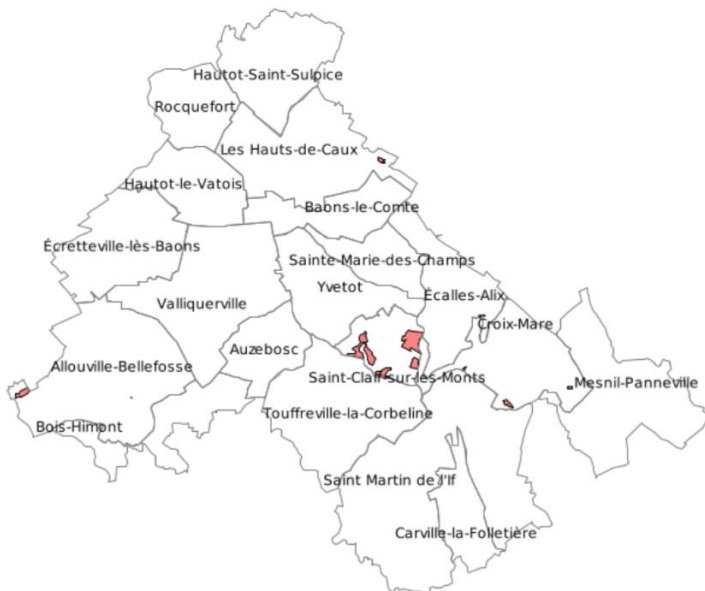 Hautot-Saint-Sulpice
Rocquefort
Les Hauts-de-Caux
Hautot-le-Vatois
Baons-le-Comte
Écretteville-lès-Baons
Sainte-Marie-des-Champs
Yvetot
Écalles-Alix
Valliquerville
Croix-Mare
Auzebosc
Allouville-Bellefosse
Saint-Clair-sur-les-Monts
Mesnil-Panneville
Touffreville-la-Corbeline
Bois-Himont
Saint Martin de l'If
Carville-la-Folletière